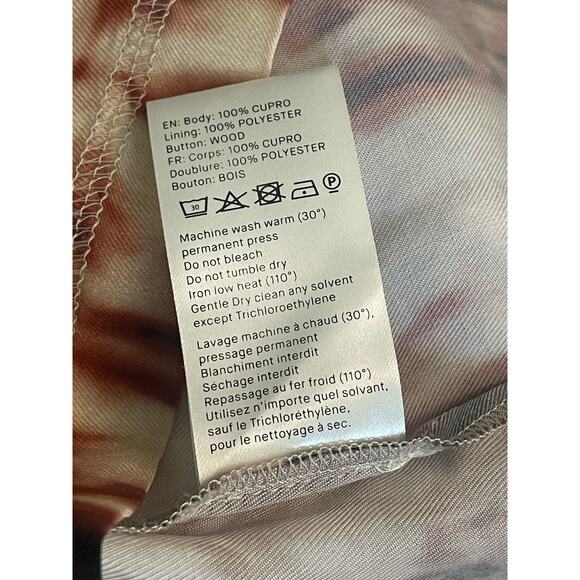 EN: Body: 100% CUPRO
Lining: 100% POLYESTER
Button: WOOD
FR: Corps: 100% CUPRO
Doublure: 100% POLYESTER
Bouton: BOIS
30 P
Machine wash warm (30°)
permanent press
Do not bleach
Do not tumble dry
Iron low heat (110°)
Gentle Dry clean any solvent
except Trichloroethylene
Lavage machine à chaud (30°),
pressage permanent
Blanchiment interdit
Séchage interdit
Repassage au fer froid (110°)
Utilisez n'importe quel solvant,
sauf le Trichloréthylène,
pour le nettoyage à sec.